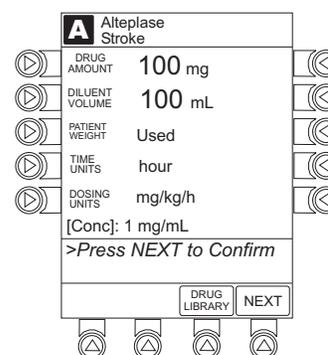 A Alteplase
Stroke
DRUG
AMOUNT 100 mg
DILUENT
VOLUME 100 mL
PATIENT
WEIGHT Used
TIME
UNITS hour
DOSING
UNITS mg/kg/h
[Conc]: 1 mg/mL
>Press NEXT to Confirm
DRUG
LIBRARY NEXT